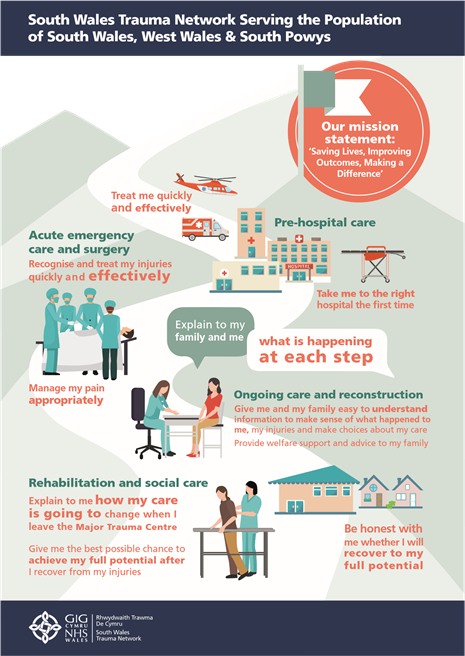 South Wales Trauma Network Serving the Population
of South Wales, West Wales & South Powys
Our mission
statement:
‘Saving Lives, Improving
Outcomes, Making a
Difference’
Treat me quickly
and effectively
Pre-hospital care
HOSPITAL
Take me to the right
hospital the first time
Acute emergency
care and surgery
Recognise and treat my injuries
quickly and effectively
Manage my pain
appropriately
Explain to my
family and me
what is happening
at each step
Ongoing care and reconstruction
Give me and my family easy to understand
information to make sense of what happened to
me, my injuries and make choices about my care
Provide welfare support and advice to my family
Rehabilitation and social care
Explain to me how my care
is going to change when I
leave the Major Trauma Centre
Give me the best possible chance to
achieve my full potential after
I recover from my injuries
Be honest with
me whether I will
recover to my
full potential
GIG
CYMRU
NHS
WALES
Rhwydwaith Trawma
De Cymru
South Wales
Trauma Network